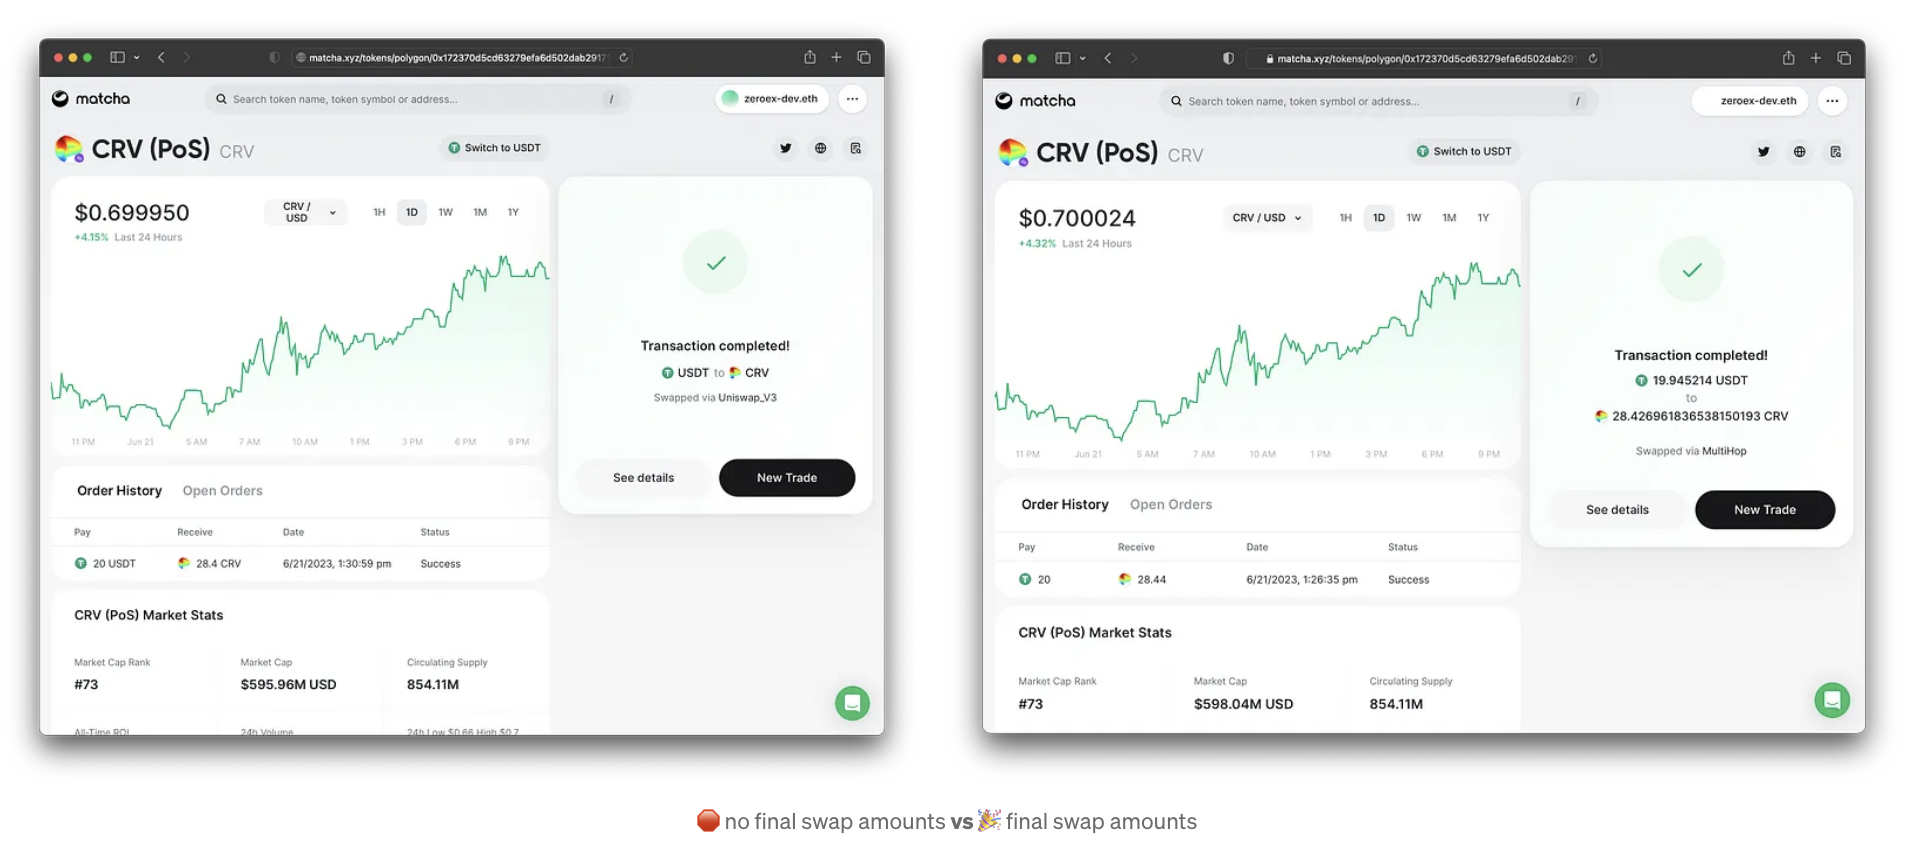 matcha.xyz/tokens/polygon/0x172370d5cd63279efa6d502dab2917
matcha
Search token name, token symbol or address...
/
zeroex-dev.eth
CRV (PoS) CRV
Switch to USDT
$0.699950
CRV /
USD
1H 1D 1W 1M 1Y
+4.15% Last 24 Hours
11 PM Jun 21 5 AM 7 AM 10 AM 1 PM 3 PM 6 PM 9 PM
Transaction completed!
USDT to CRV
Swapped via Uniswap_V3
See details New Trade
Order History Open Orders
Pay Receive Date Status
20 USDT 28.4 CRV 6/21/2023, 1:30:59 pm Success
CRV (PoS) Market Stats
Market Cap Rank Market Cap Circulating Supply
#73 $595.96M USD 854.11M
All-Time ROI 24h Volume 24h Low $0.66 High $0.7
matcha.xyz/tokens/polygon/0x172370d5cd63279efa6d502dab291
matcha
Search token name, token symbol or address...
/
zeroex-dev.eth
CRV (PoS) CRV
Switch to USDT
$0.700024
CRV / USD
1H 1D 1W 1M 1Y
+4.32% Last 24 Hours
11 PM Jun 21 5 AM 7 AM 10 AM 1 PM 3 PM 6 PM 9 PM
Transaction completed!
19.945214 USDT
to
28.426961836538150193 CRV
Swapped via MultiHop
See details New Trade
Order History Open Orders
Pay Receive Date Status
20 28.44 6/21/2023, 1:26:35 pm Success
CRV (PoS) Market Stats
Market Cap Rank Market Cap Circulating Supply
#73 $598.04M USD 854.11M
🛑 no final swap amounts vs 🎉 final swap amounts